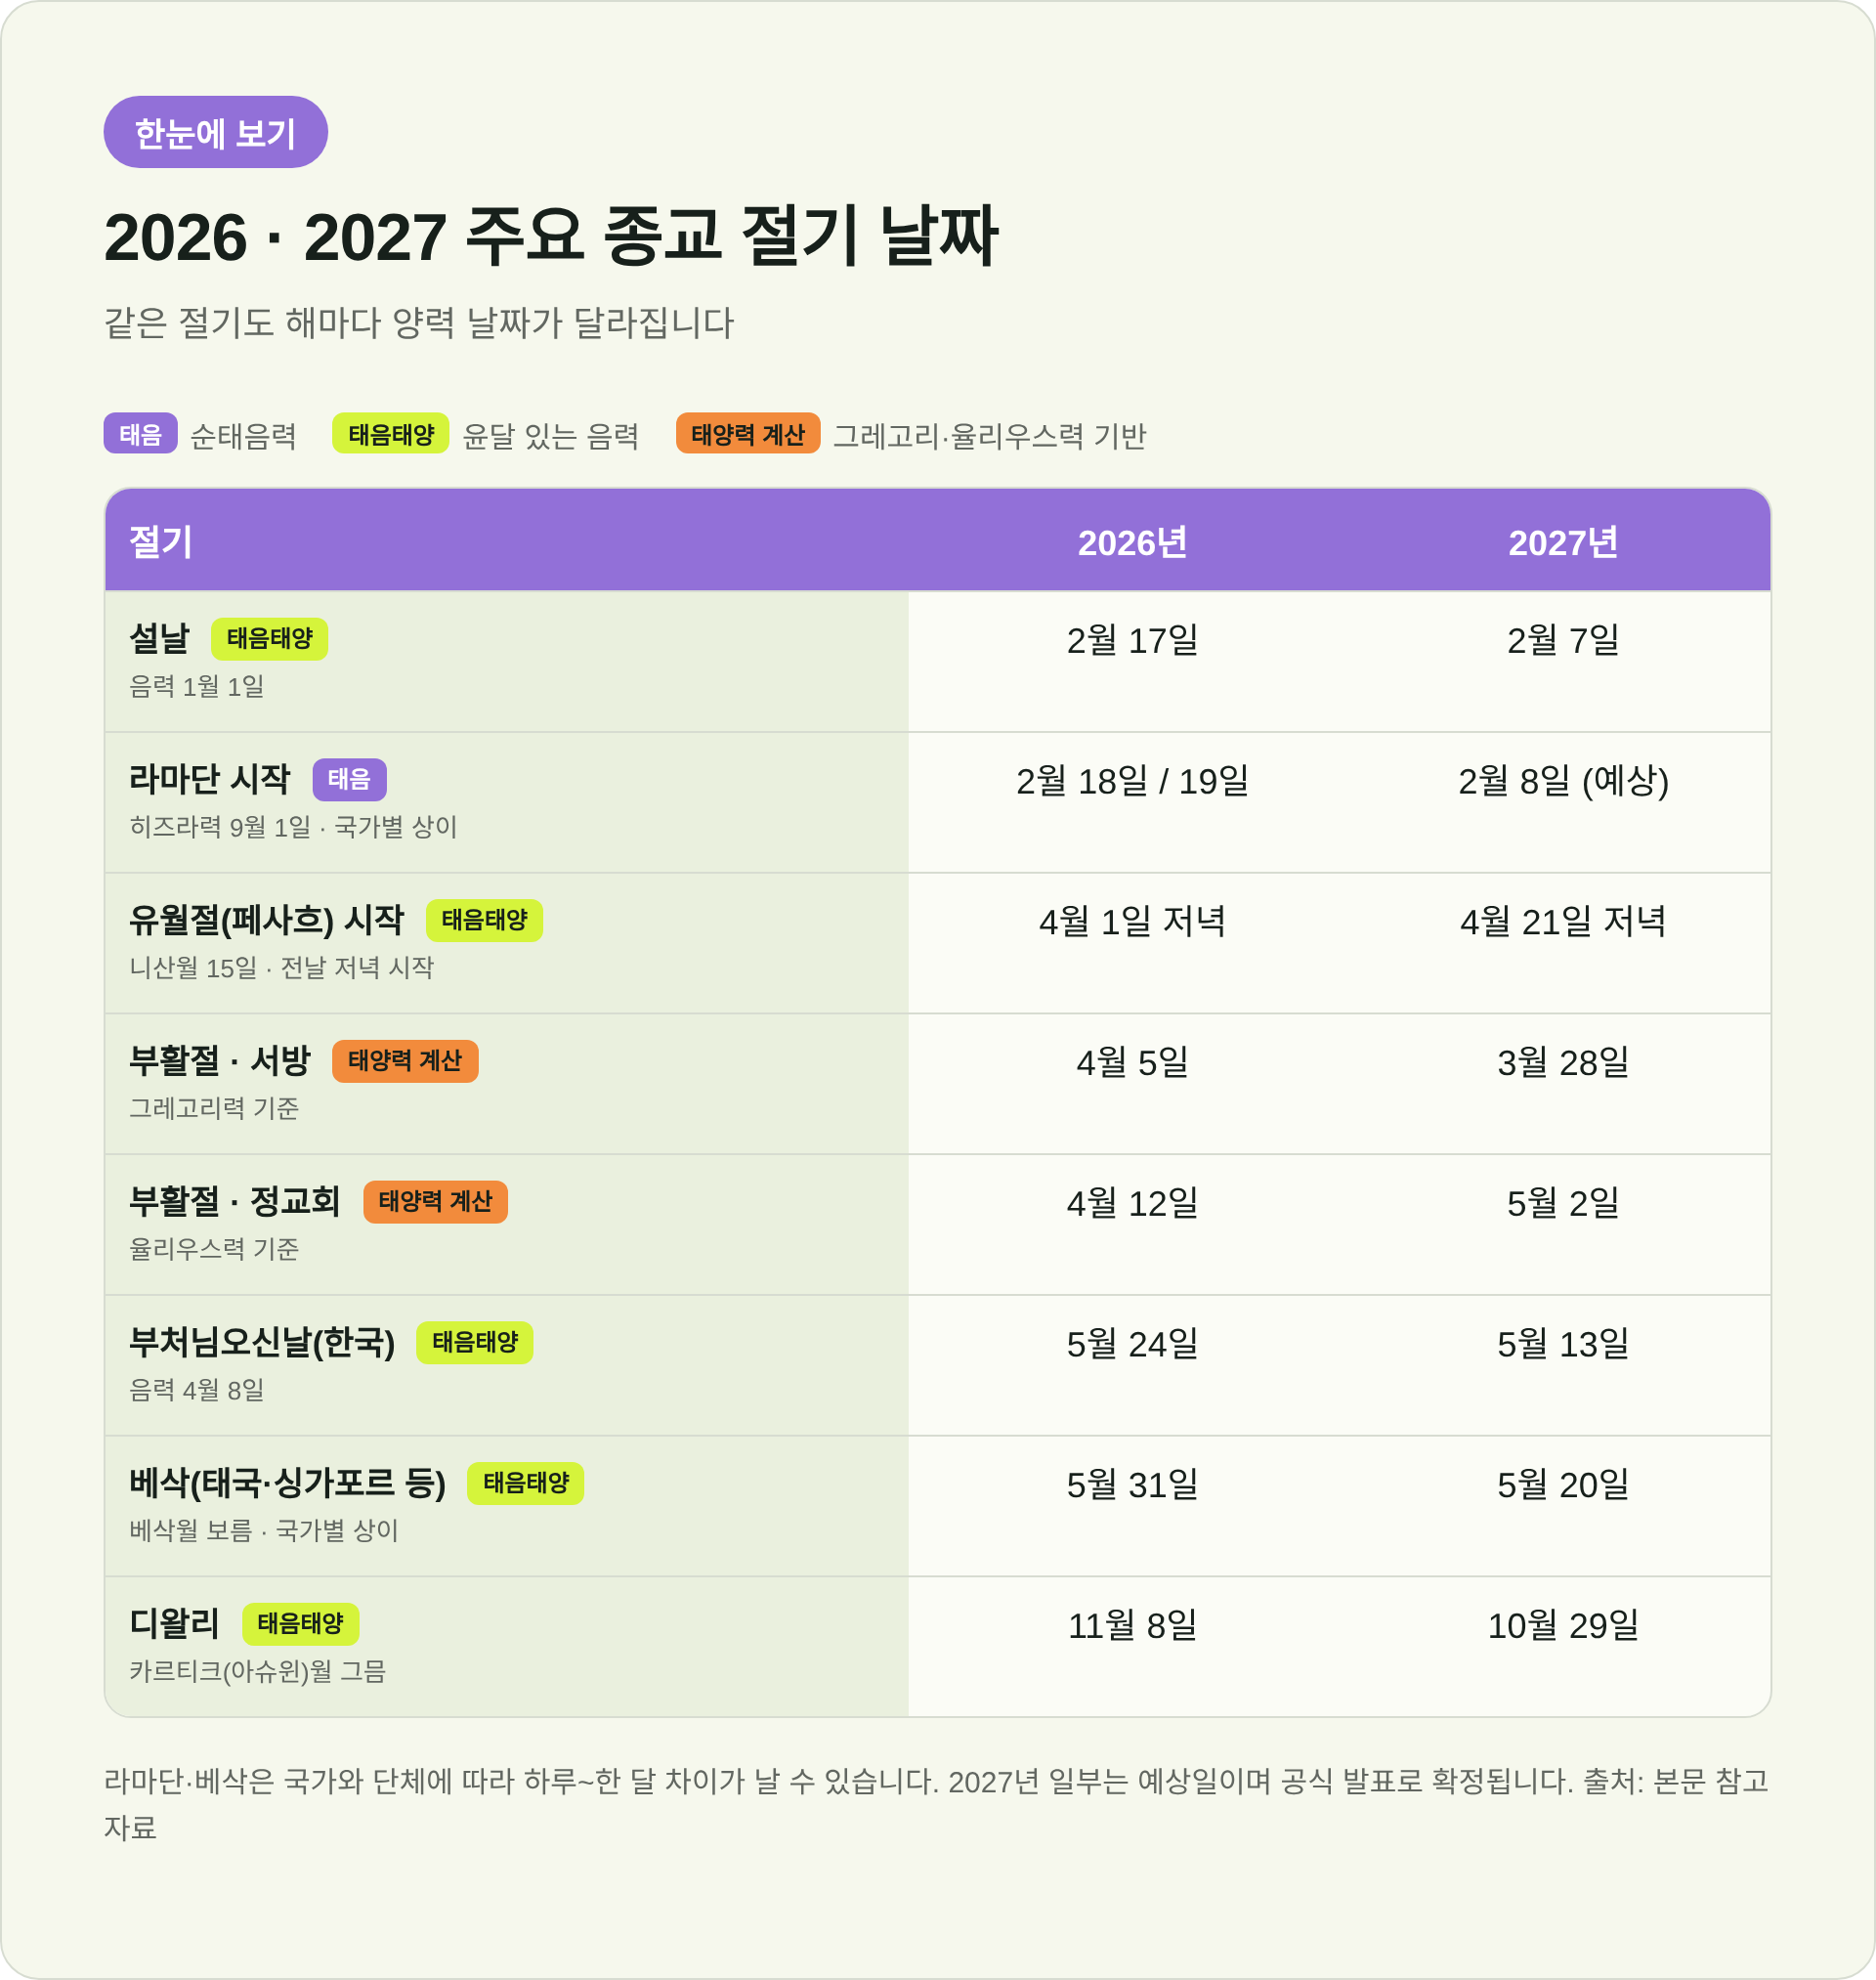 한눈에 보기
2026 · 2027 주요 종교 절기 날짜
같은 절기도 해마다 양력 날짜가 달라집니다
태음 순태음력 태음태양 윤달 있는 음력 태양력 계산 그레고리·율리우스력 기반
절기 2026년 2027년
설날 태음태양 2월 17일 2월 7일
음력 1월 1일
라마단 시작 태음 2월 18일 / 19일 2월 8일 (예상)
히즈라력 9월 1일 · 국가별 상이
유월절(페사흐) 시작 태음태양 4월 1일 저녁 4월 21일 저녁
니산월 15일 · 전날 저녁 시작
부활절 · 서방 태양력 계산 4월 5일 3월 28일
그레고리력 기준
부활절 · 정교회 태양력 계산 4월 12일 5월 2일
율리우스력 기준
부처님오신날(한국) 태음태양 5월 24일 5월 13일
음력 4월 8일
베삭(태국·싱가포르 등) 태음태양 5월 31일 5월 20일
베삭월 보름 · 국가별 상이
디왈리 태음태양 11월 8일 10월 29일
카르티크(아슈윈)월 그믐
라마단·베삭은 국가와 단체에 따라 하루~한 달 차이가 날 수 있습니다. 2027년 일부는 예상일이며 공식 발표로 확정됩니다. 출처: 본문 참고
자료